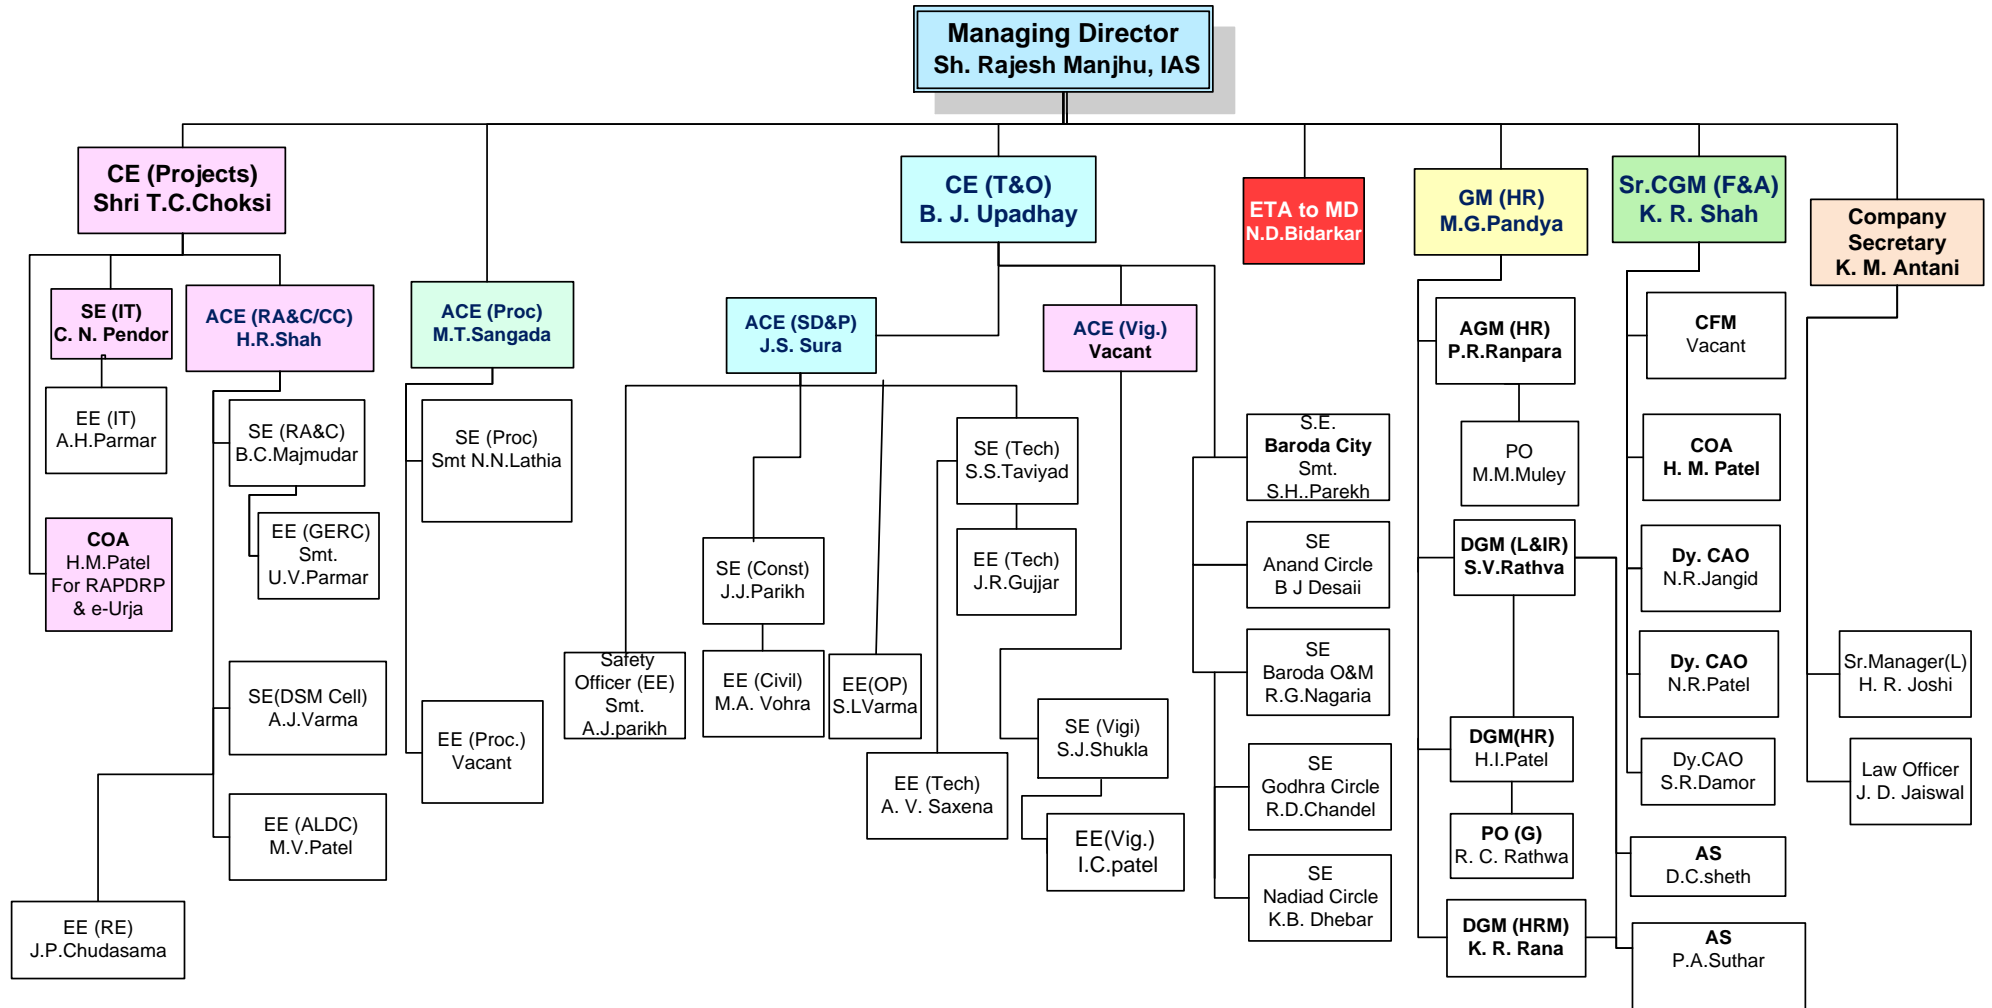 Managing Director
Sh. Rajesh Manjhu, IAS
CE (Projects)
Shri T.C.Choksi
CE (T&O)
B. J. Upadhay
ETA to MD
N.D.Bidarkar
GM (HR)
M.G.Pandya
Sr.CGM (F&A)
K. R. Shah
Company
Secretary
K. M. Antani
SE (IT)
C. N. Pendor
ACE (RA&C/CC)
H.R.Shah
ACE (Proc)
M.T.Sangada
ACE (SD&P)
J.S. Sura
ACE (Vig.)
Vacant
AGM (HR)
P.R.Ranpara
CFM
Vacant
EE (IT)
A.H.Parmar
SE (RA&C)
B.C.Majmudar
SE (Proc)
Smt N.N.Lathia
SE (Tech)
S.S.Taviyad
S.E.
Baroda City
Smt.
S.H..Parekh
PO
M.M.Muley
COA
H. M. Patel
COA
H.M.Patel
For RAPDRP
& e-Urja
EE (GERC)
Smt.
U.V.Parmar
SE (Const)
J.J.Parikh
EE (Tech)
J.R.Gujjar
SE
Anand Circle
B J Desaii
DGM (L&IR)
S.V.Rathva
Dy. CAO
N.R.Jangid
SE(DSM Cell)
A.J.Varma
EE (Proc.)
Vacant
Safety
Officer (EE)
Smt.
A.J.parikh
EE (Civil)
M.A. Vohra
EE(OP)
S.LVarma
SE (Vigi)
S.J.Shukla
SE
Baroda O&M
R.G.Nagaria
DGM(HR)
H.I.Patel
Dy. CAO
N.R.Patel
Sr.Manager(L)
H. R. Joshi
EE (Tech)
A. V. Saxena
SE
Godhra Circle
R.D.Chandel
Dy.CAO
S.R.Damor
Law Officer
J. D. Jaiswal
EE (ALDC)
M.V.Patel
EE(Vig.)
I.C.patel
PO (G)
R. C. Rathwa
AS
D.C.sheth
EE (RE)
J.P.Chudasama
SE
Nadiad Circle
K.B. Dhebar
DGM (HRM)
K. R. Rana
AS
P.A.Suthar